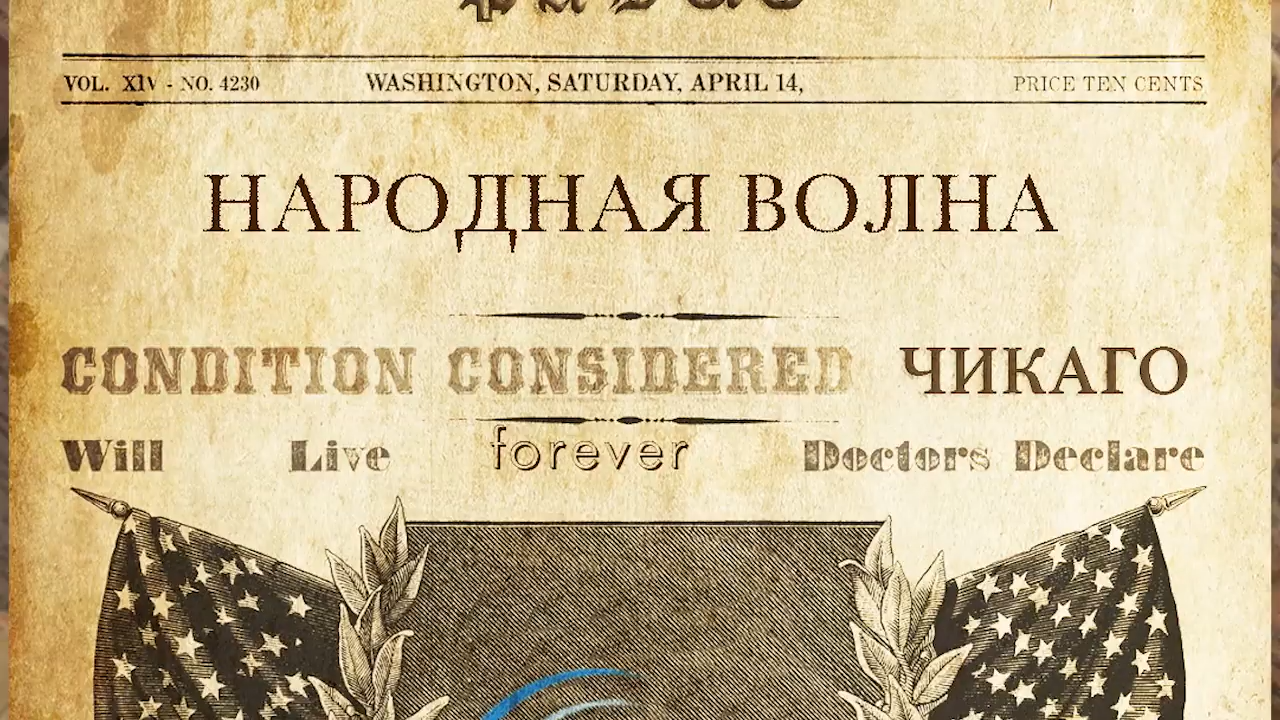 VOL. XIV - NO. 4230 WASHINGTON, SATURDAY, APRIL 14, PRICE TEN CENTS
НАРОДНАЯ ВОЛНА
CONDITION CONSIDERED ЧИКАГО
Will Live forever Doctors Declare